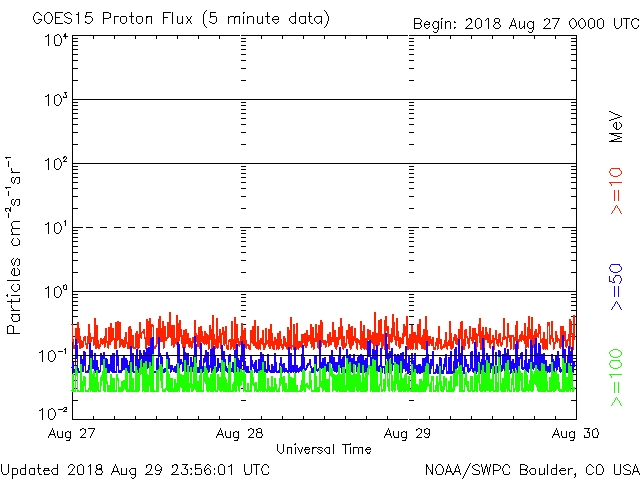 GOES15 Proton Flux (5 minute data)
Begin: 2018 Aug 27 0000 UTC
10⁴
10³
10²
10¹
10⁰
10⁻¹
10⁻²
Particles cm⁻²s⁻¹sr⁻¹
MeV
>=10
>=50
>=100
Aug 27
Aug 28
Aug 29
Aug 30
Universal Time
Updated 2018 Aug 29 23:56:01 UTC
NOAA/SWPC Boulder, CO USA